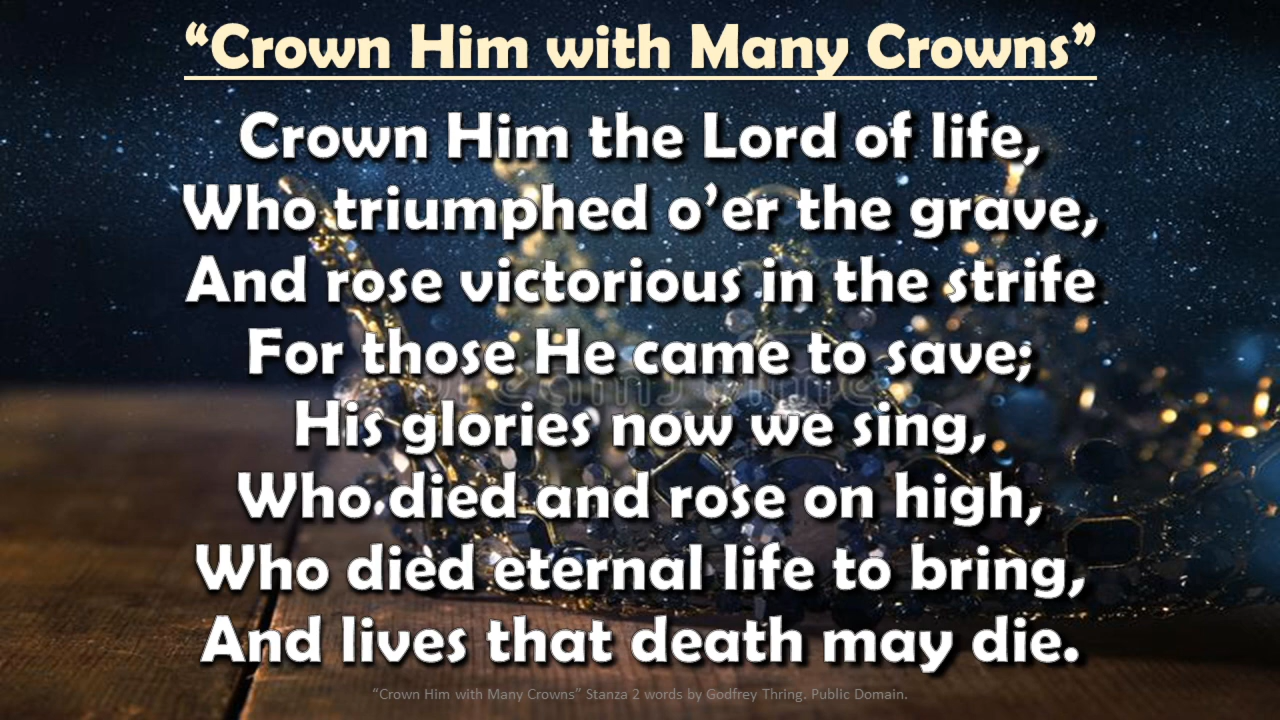 “Crown Him with Many Crowns”
Crown Him the Lord of life,
Who triumphed o’er the grave,
And rose victorious in the strife
For those He came to save;
His glories now we sing,
Who died and rose on high,
Who died eternal life to bring,
And lives that death may die.
“Crown Him with Many Crowns” Stanza 2 words by Godfrey Thring. Public Domain.